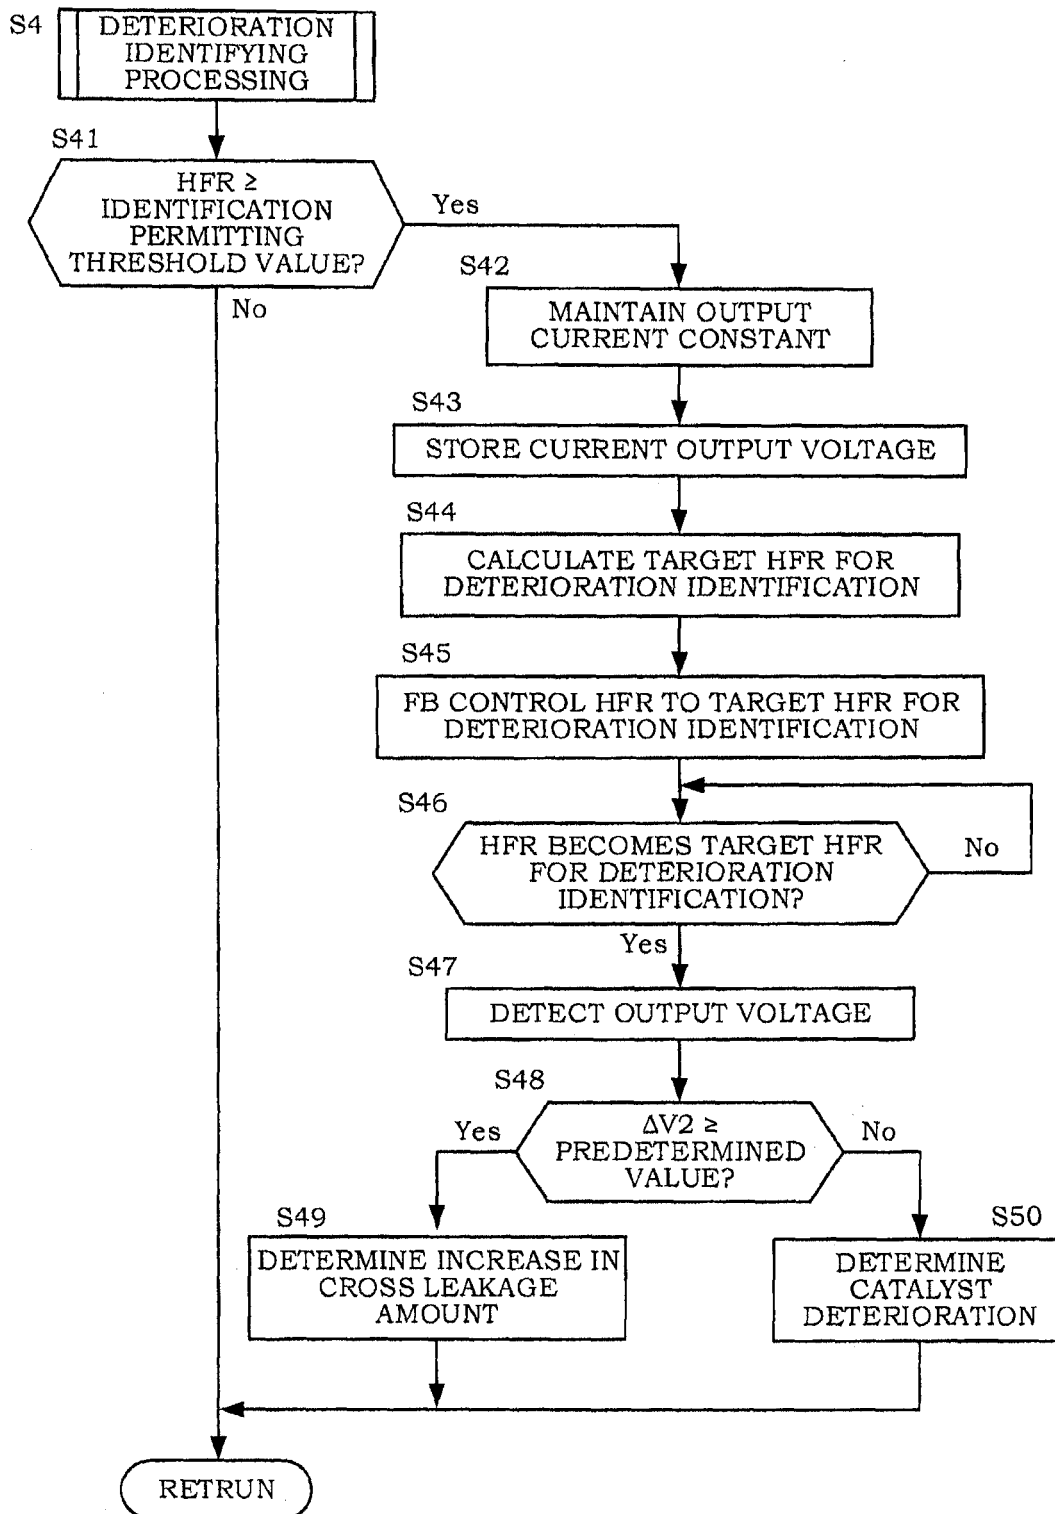 S4
DETERIORATION
IDENTIFYING
PROCESSING
S41
HFR ≥
IDENTIFICATION
PERMITTING
THRESHOLD VALUE?
Yes
No
S42
MAINTAIN OUTPUT
CURRENT CONSTANT
S43
STORE CURRENT OUTPUT VOLTAGE
S44
CALCULATE TARGET HFR FOR
DETERIORATION IDENTIFICATION
S45
FB CONTROL HFR TO TARGET HFR FOR
DETERIORATION IDENTIFICATION
S46
HFR BECOMES TARGET HFR
FOR DETERIORATION
IDENTIFICATION?
No
Yes
S47
DETECT OUTPUT VOLTAGE
S48
ΔV2 ≥
PREDETERMINED
VALUE?
Yes
No
S49
DETERMINE INCREASE IN
CROSS LEAKAGE
AMOUNT
S50
DETERMINE
CATALYST
DETERIORATION
RETRUN